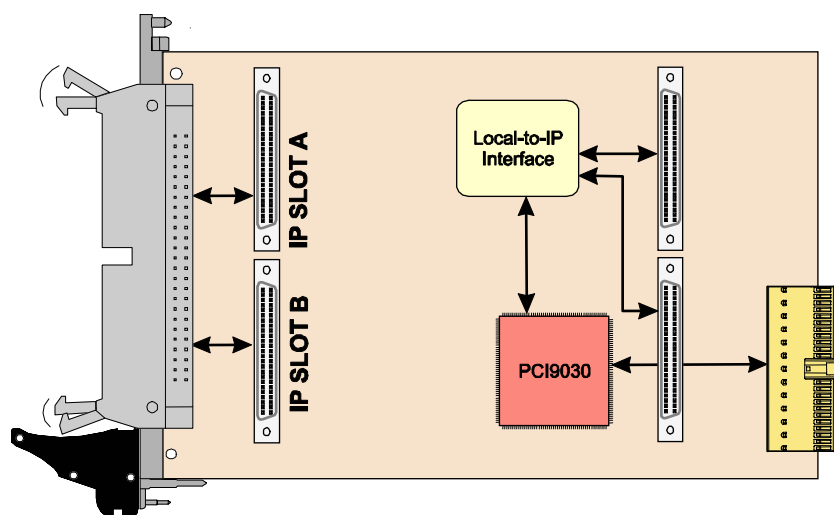 IP SLOT A
Local-to-IP
Interface
IP SLOT B
PCI9030